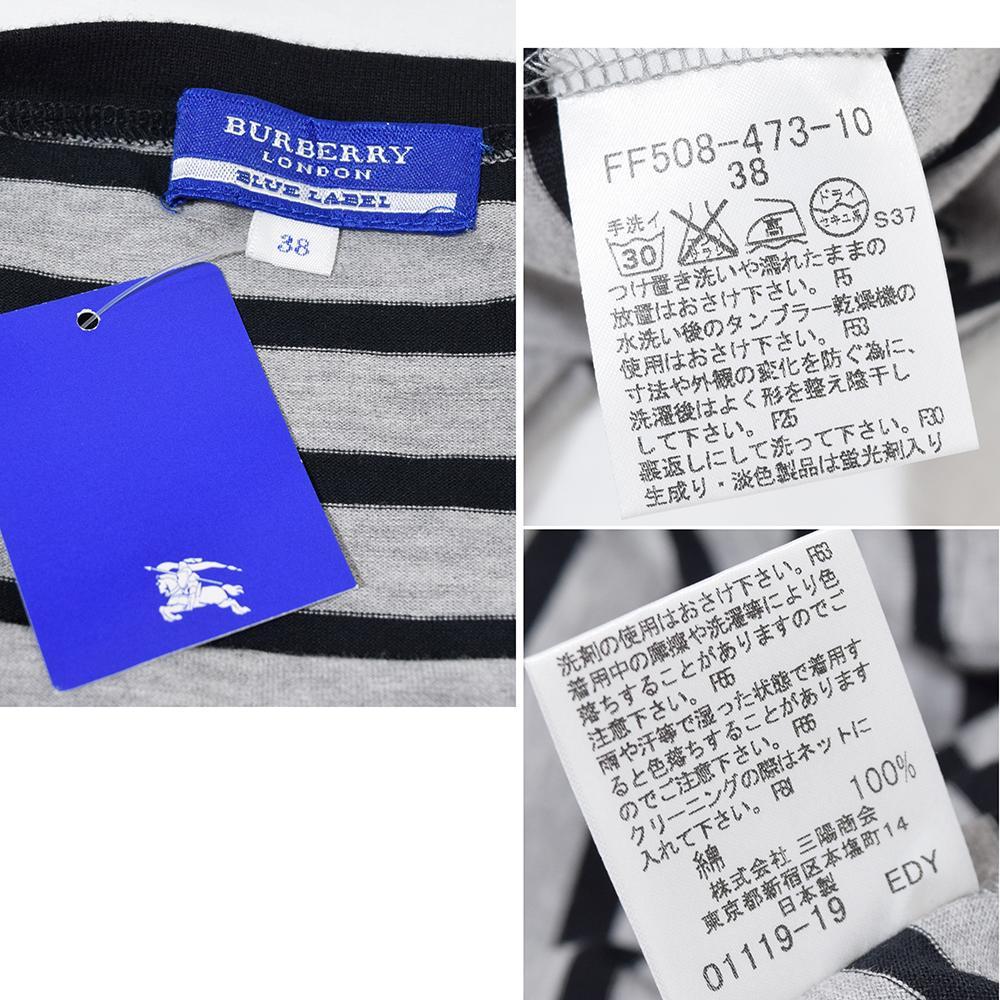 BURBERRY
LONDON
BLUE LABEL
38
FF508-473-10
38
手洗イ
30
エンソサラシ
高
ドライ
セキユ系
S37
つけ置き洗いや濡れたままの
放置はおさけ下さい。F5
水洗い後のタンブラー乾燥機の
使用はおさけ下さい。F53
寸法や外観の変化を防ぐ為に、
洗濯後はよく形を整え陰干し
して下さい。F25
裏返しにして洗って下さい。F30
生成り・淡色製品は蛍光剤入り
洗剤の使用はおさけ下さい。F63
着用中の摩擦や洗濯等により色
落ちすることがありますのでご
注意下さい。F65
雨や汗等で湿った状態で着用す
ると色落ちすることがあります
のでご注意下さい。F66
クリーニングの際はネットに
入れて下さい。F81
綿 100%
株式会社 三陽商会
東京都新宿区本塩町14
日本製 EDY
01119-19